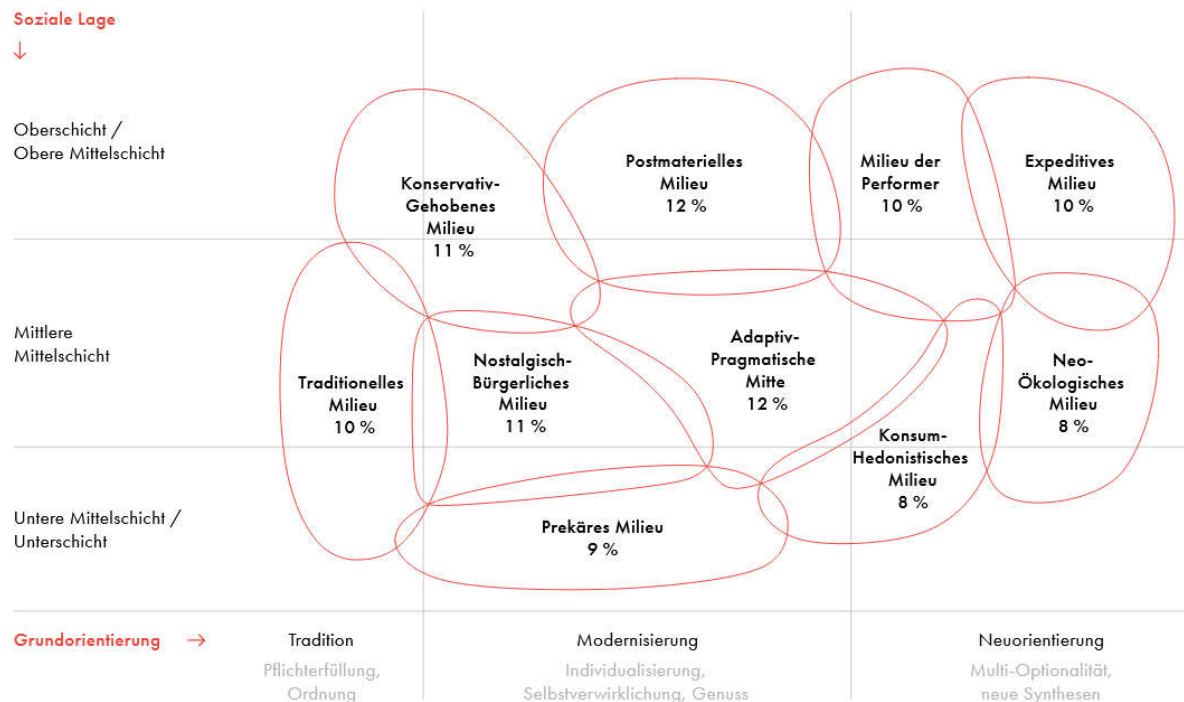 Soziale Lage
↓
Oberschicht /
Obere Mittelschicht
Konservativ-
Gehobenes
Milieu
11 %
Postmaterielles
Milieu
12 %
Milieu der
Performer
10 %
Expeditives
Milieu
10 %
Mittlere
Mittelschicht
Traditionelles
Milieu
10 %
Nostalgisch-
Bürgerliches
Milieu
11 %
Adaptiv-
Pragmatische
Mitte
12 %
Konsum-
Hedonistisches
Milieu
8 %
Neo-
Ökologisches
Milieu
8 %
Untere Mittelschicht /
Unterschicht
Prekäres Milieu
9 %
Grundorientierung →
Tradition
Pflichterfüllung,
Ordnung
Modernisierung
Individualisierung,
Selbstverwirklichung, Genuss
Neuorientierung
Multi-Optionalität,
neue Synthesen